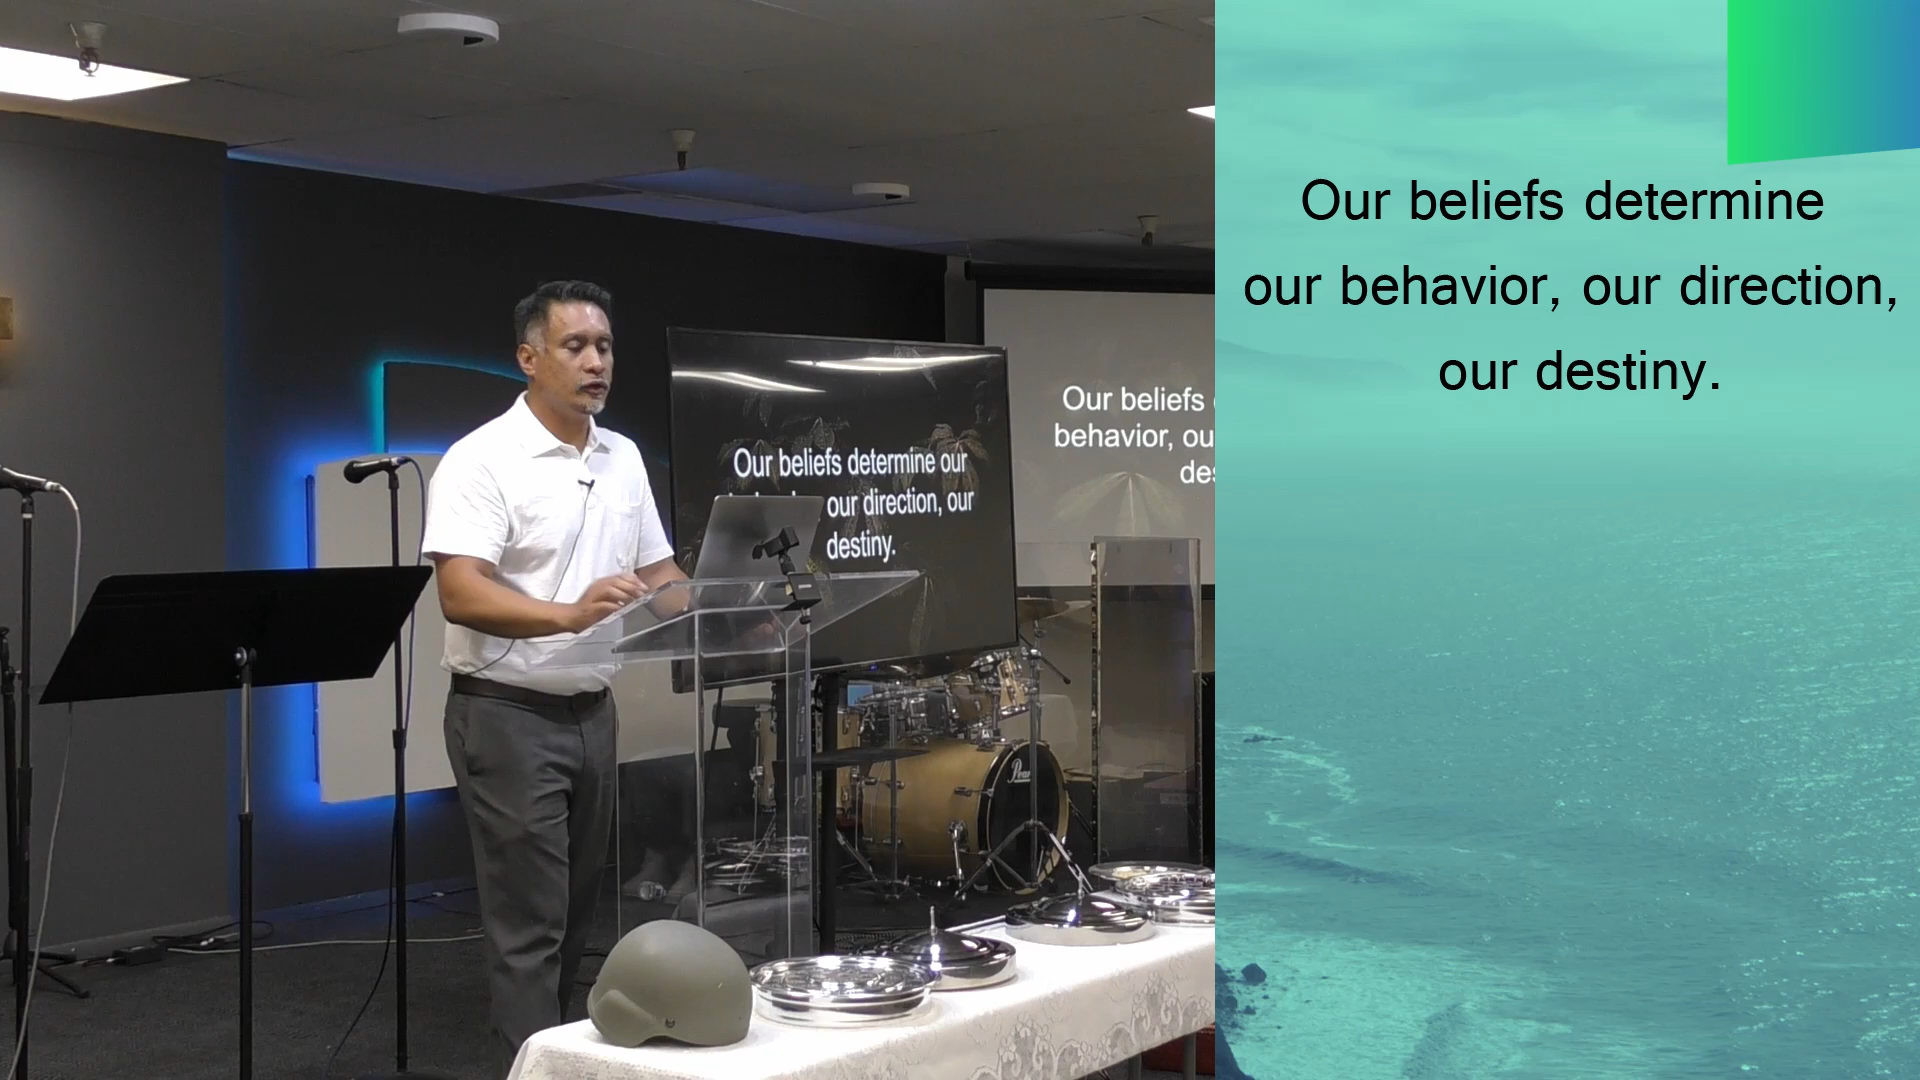 Our beliefs determine
our behavior, our direction,
our destiny.
Our beliefs determine our
our direction, our
destiny.
Our beliefs
behavior, ou
des
Pearl